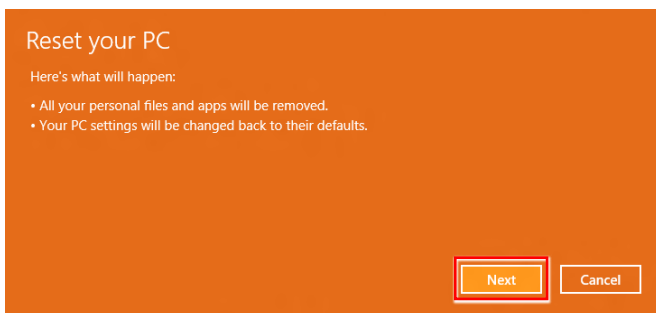 Reset your PC
Here's what will happen:
• All your personal files and apps will be removed.
• Your PC settings will be changed back to their defaults.
Next Cancel